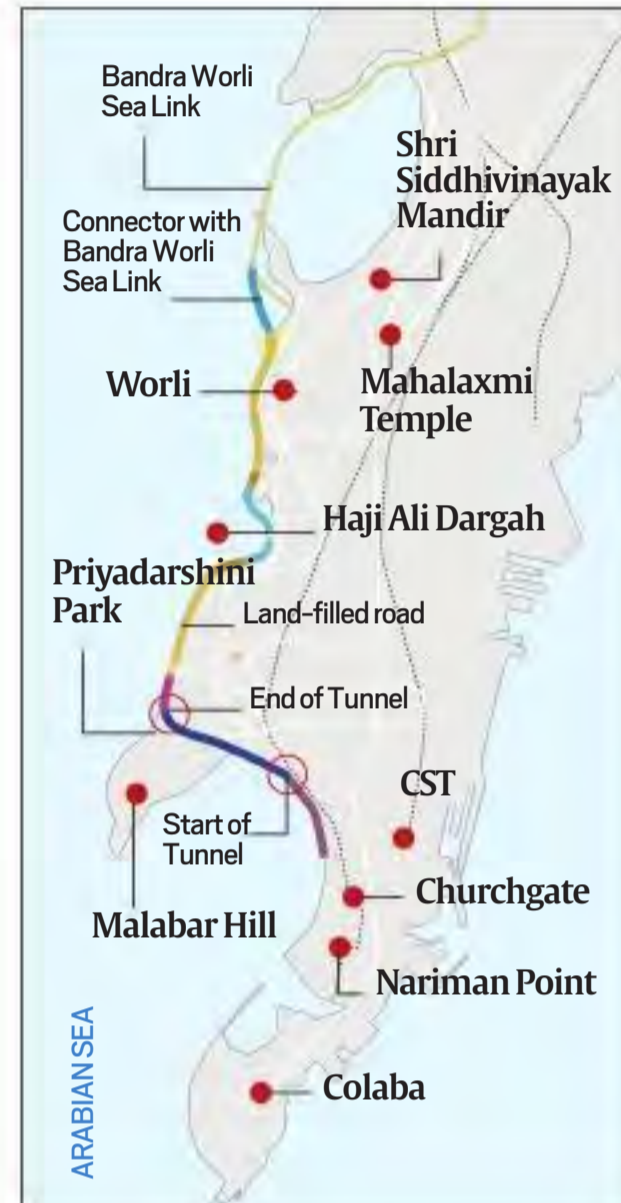 Bandra Worli
Sea Link
Shri
Siddhivinayak
Mandir
Connector with
Bandra Worli
Sea Link
Worli
Mahalaxmi
Temple
Haji Ali Dargah
Priyadarshini
Park
Land-filled road
End of Tunnel
CST
Start of
Tunnel
Churchgate
Malabar Hill
Nariman Point
ARABIAN SEA
Colaba